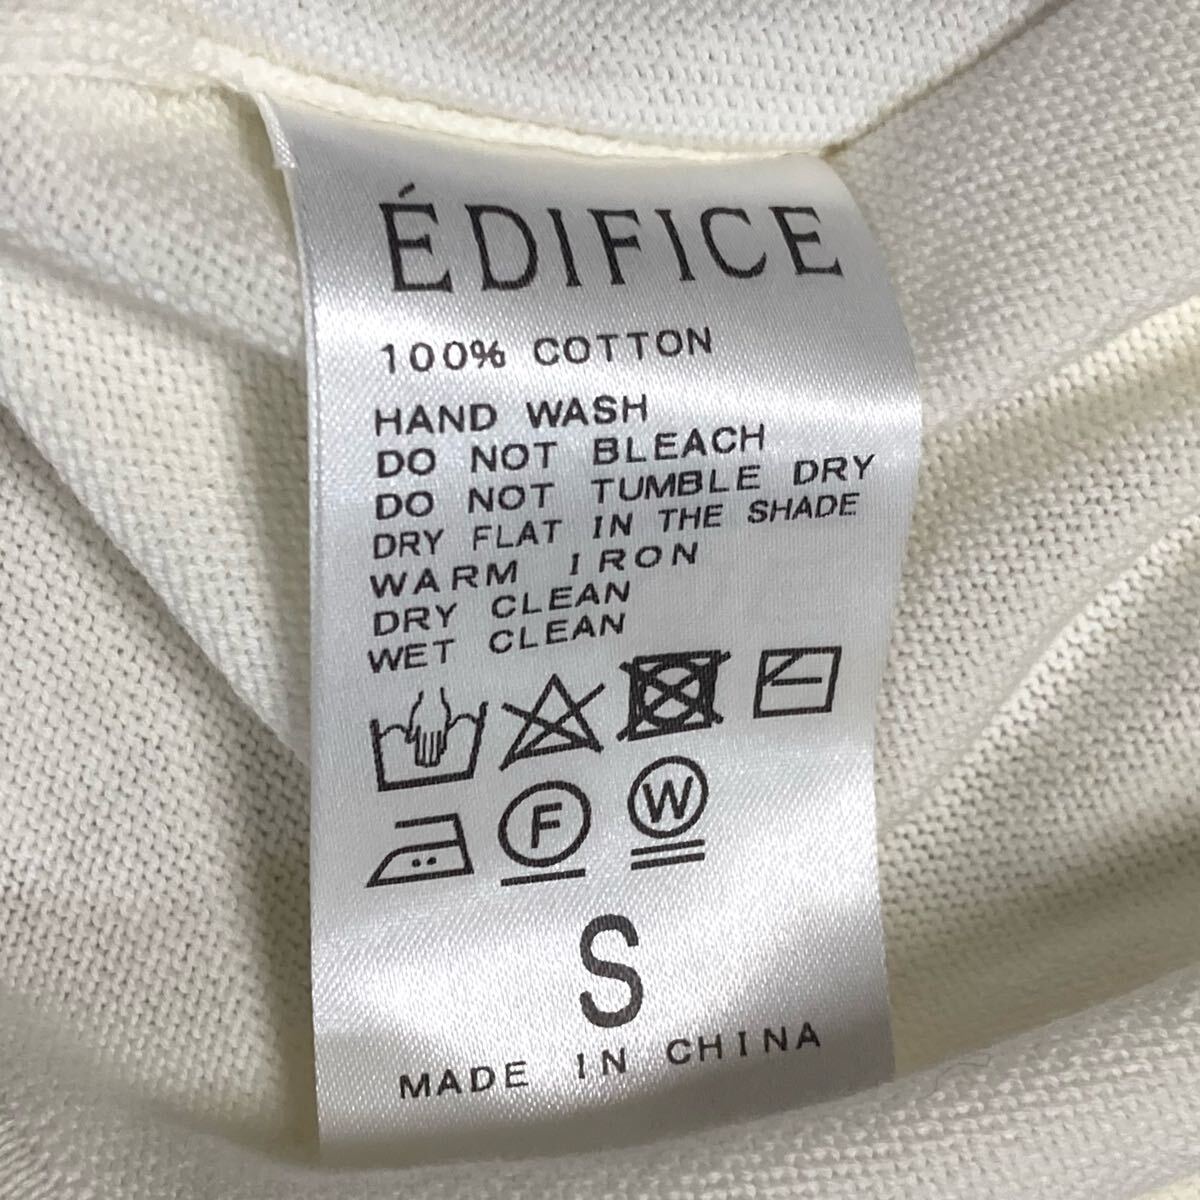 ÉDIFICE
100% COTTON
HAND WASH
DO NOT BLEACH
DO NOT TUMBLE DRY
DRY FLAT IN THE SHADE
WARM IRON
DRY CLEAN
WET CLEAN
F W
S
MADE IN CHINA